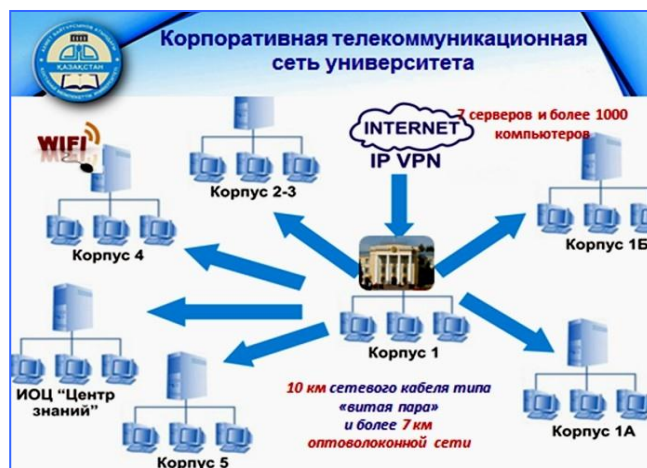 Корпоративная телекоммуникационная
сеть университета
ҚАЗАҚСТАН
WIFI
INTERNET
IP VPN
7 серверов и более 1000
компьютеров
Корпус 2-3
Корпус 4
Корпус 1Б
Корпус 1
ИОЦ "Центр
знаний"
Корпус 5
Корпус 1А
10 км сетевого кабеля типа
«витая пара»
и более 7 км
оптоволоконной сети